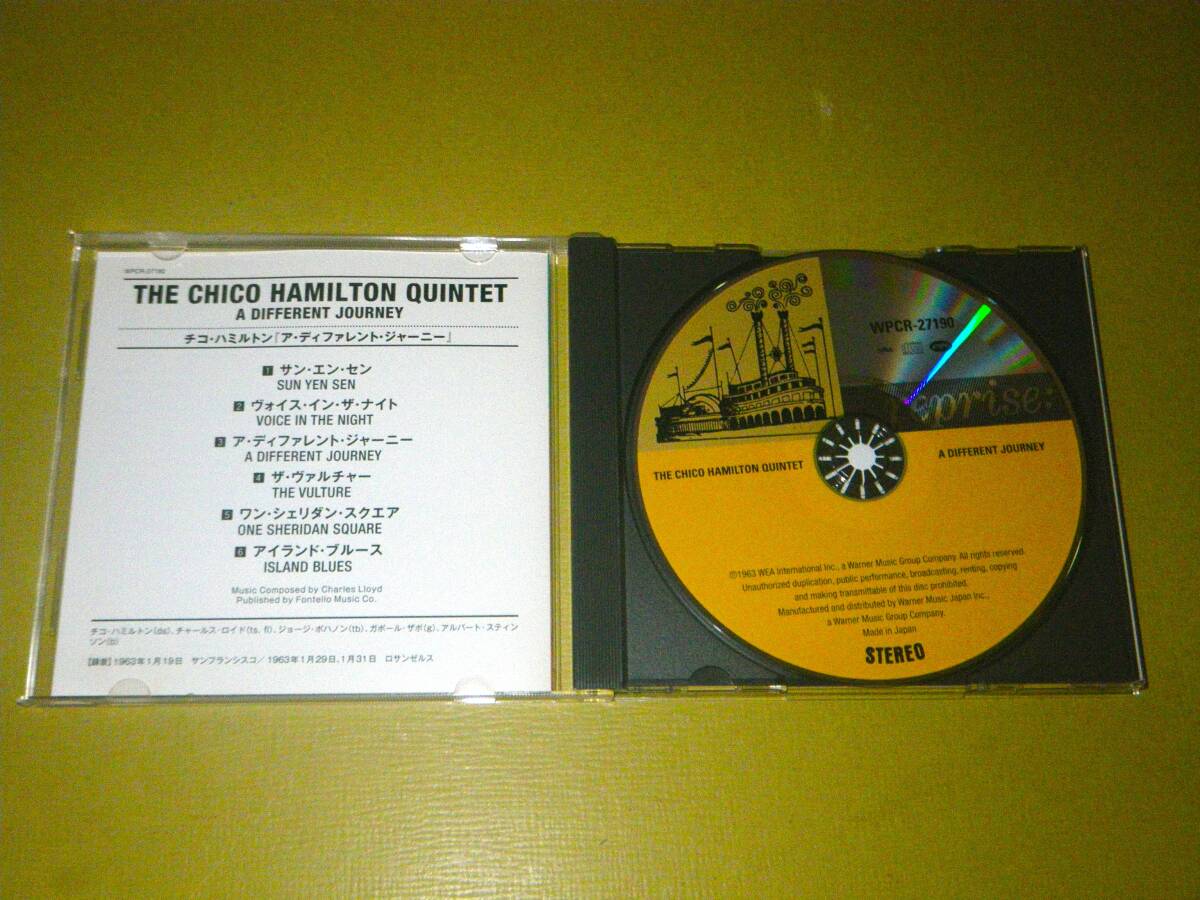 WPCR-27190
THE CHICO HAMILTON QUINTET
A DIFFERENT JOURNEY
チコ・ハミルトン『ア・ディファレント・ジャーニー』
1 サン・エン・セン
SUN YEN SEN
2 ヴォイス・イン・ザ・ナイト
VOICE IN THE NIGHT
3 ア・ディファレント・ジャーニー
A DIFFERENT JOURNEY
4 ザ・ヴァルチャー
THE VULTURE
5 ワン・シェリダン・スクエア
ONE SHERIDAN SQUARE
6 アイランド・ブルース
ISLAND BLUES
Music Composed by Charles Lloyd
Published by Fontello Music Co.
チコ・ハミルトン(ds)、チャールス・ロイド(ts, fl)、ジョージ・ボハノン(tb)、ガボール・ザボ(g)、アルバート・スティン
ソン(b)
【録音】1963年1月19日 サンフランシスコ/1963年1月29日、1月31日 ロサンゼルス
WPCR-27190
reprise:
THE CHICO HAMILTON QUINTET
A DIFFERENT JOURNEY
℗1963 WEA International Inc., a Warner Music Group Company. All rights reserved.
Unauthorized duplication, public performance, broadcasting, renting, copying
and making transmittable of this disc prohibited.
Manufactured and distributed by Warner Music Japan Inc.,
a Warner Music Group Company.
Made in Japan
STEREO